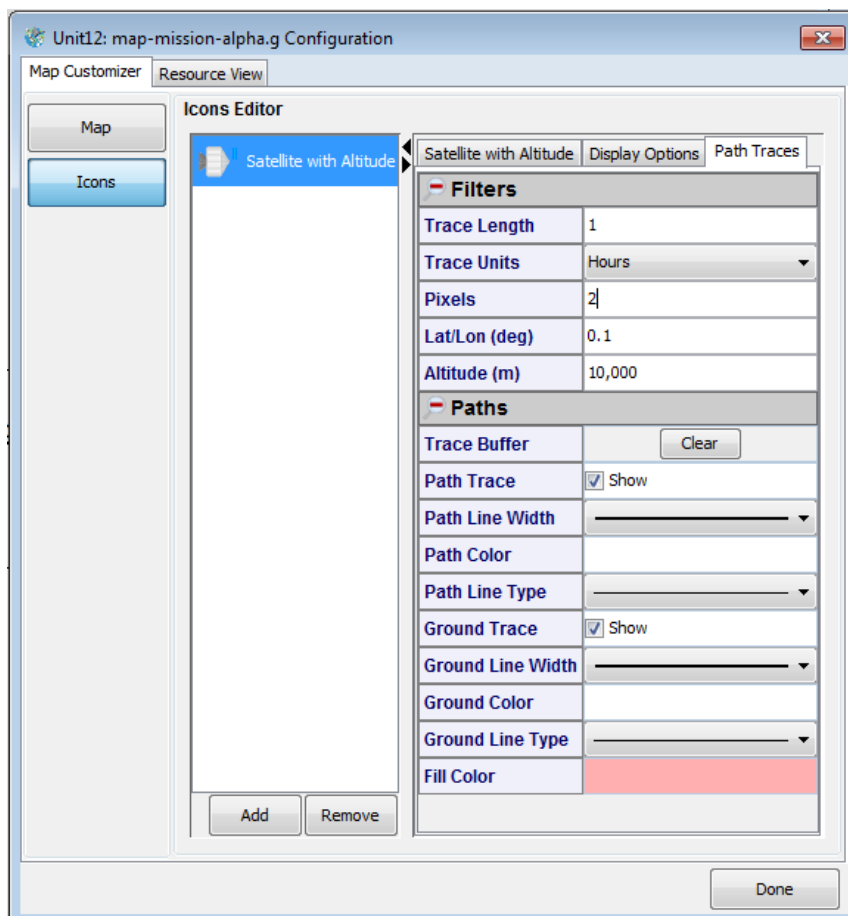 Unit12: map-mission-alpha.g Configuration
Map Customizer Resource View
Icons Editor
Map
Icons
Satellite with Altitude
Satellite with Altitude Display Options Path Traces
Filters
Trace Length 1
Trace Units Hours
Pixels 2
Lat/Lon (deg) 0.1
Altitude (m) 10,000
Paths
Trace Buffer Clear
Path Trace Show
Path Line Width
Path Color
Path Line Type
Ground Trace Show
Ground Line Width
Ground Color
Ground Line Type
Fill Color
Add Remove
Done